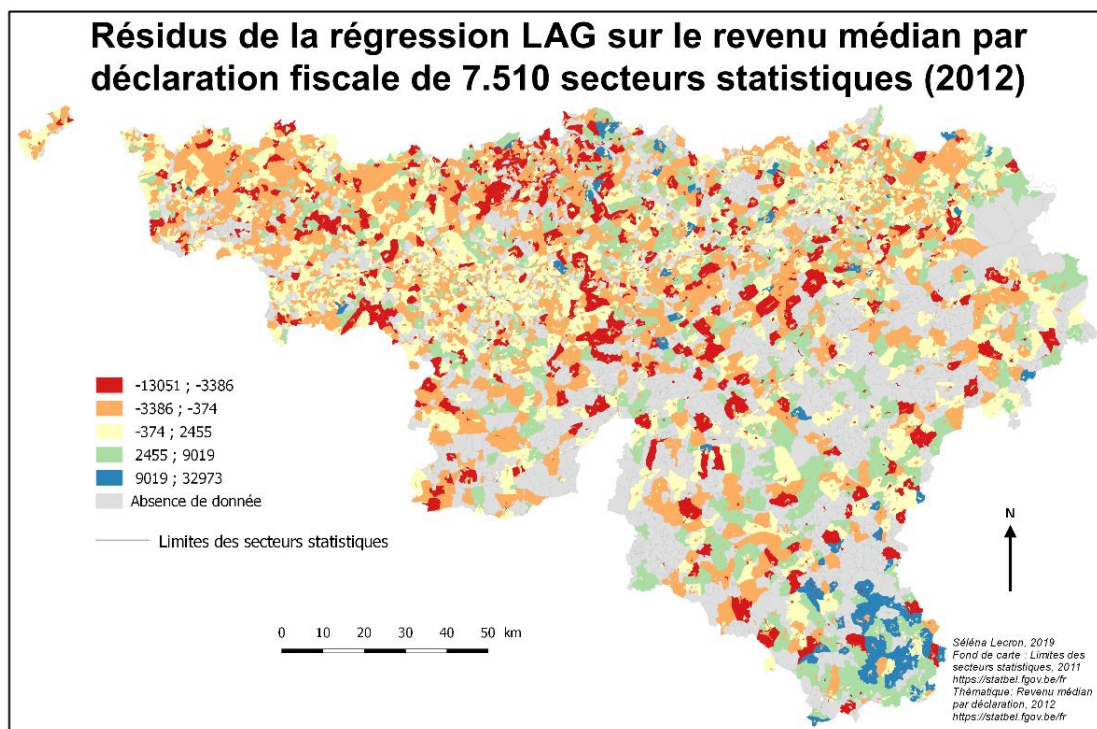 Résidus de la régression LAG sur le revenu médian par
déclaration fiscale de 7.510 secteurs statistiques (2012)
-13051 ; -3386
-3386 ; -374
-374 ; 2455
2455 ; 9019
9019 ; 32973
Absence de donnée
Limites des secteurs statistiques
N
0 10 20 30 40 50 km
Séléna Lecron, 2019
Fond de carte : Limites des
secteurs statistiques, 2011
https://statbel.fgov.be/fr
Thématique: Revenu médian
par déclaration, 2012
https://statbel.fgov.be/fr